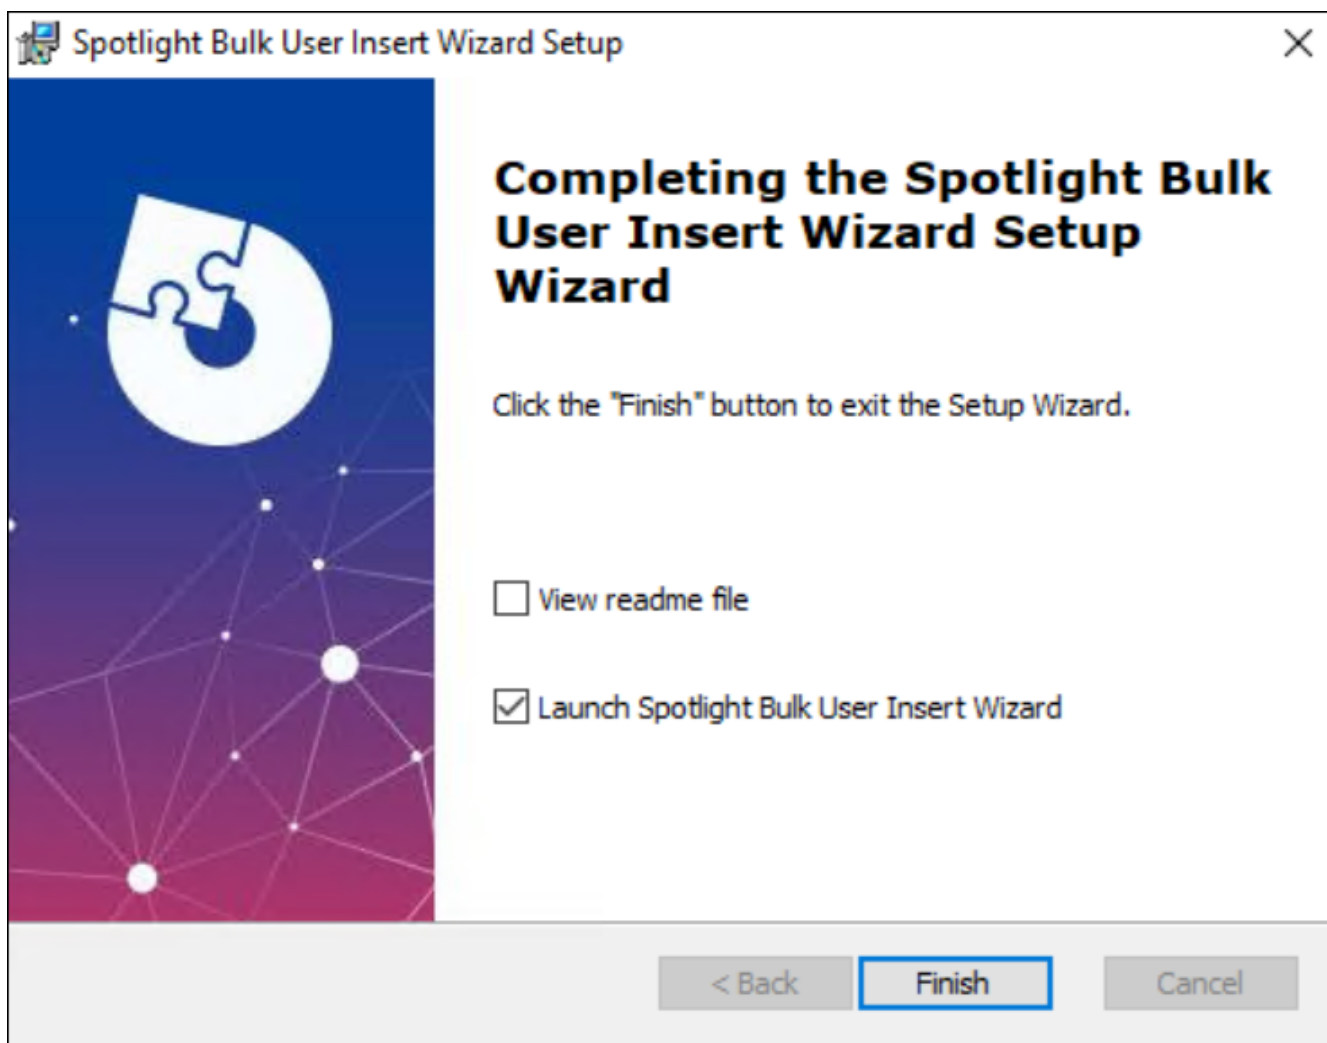 Spotlight Bulk User Insert Wizard Setup
Completing the Spotlight Bulk
User Insert Wizard Setup
Wizard
Click the "Finish" button to exit the Setup Wizard.
View readme file
Launch Spotlight Bulk User Insert Wizard
< Back
Finish
Cancel